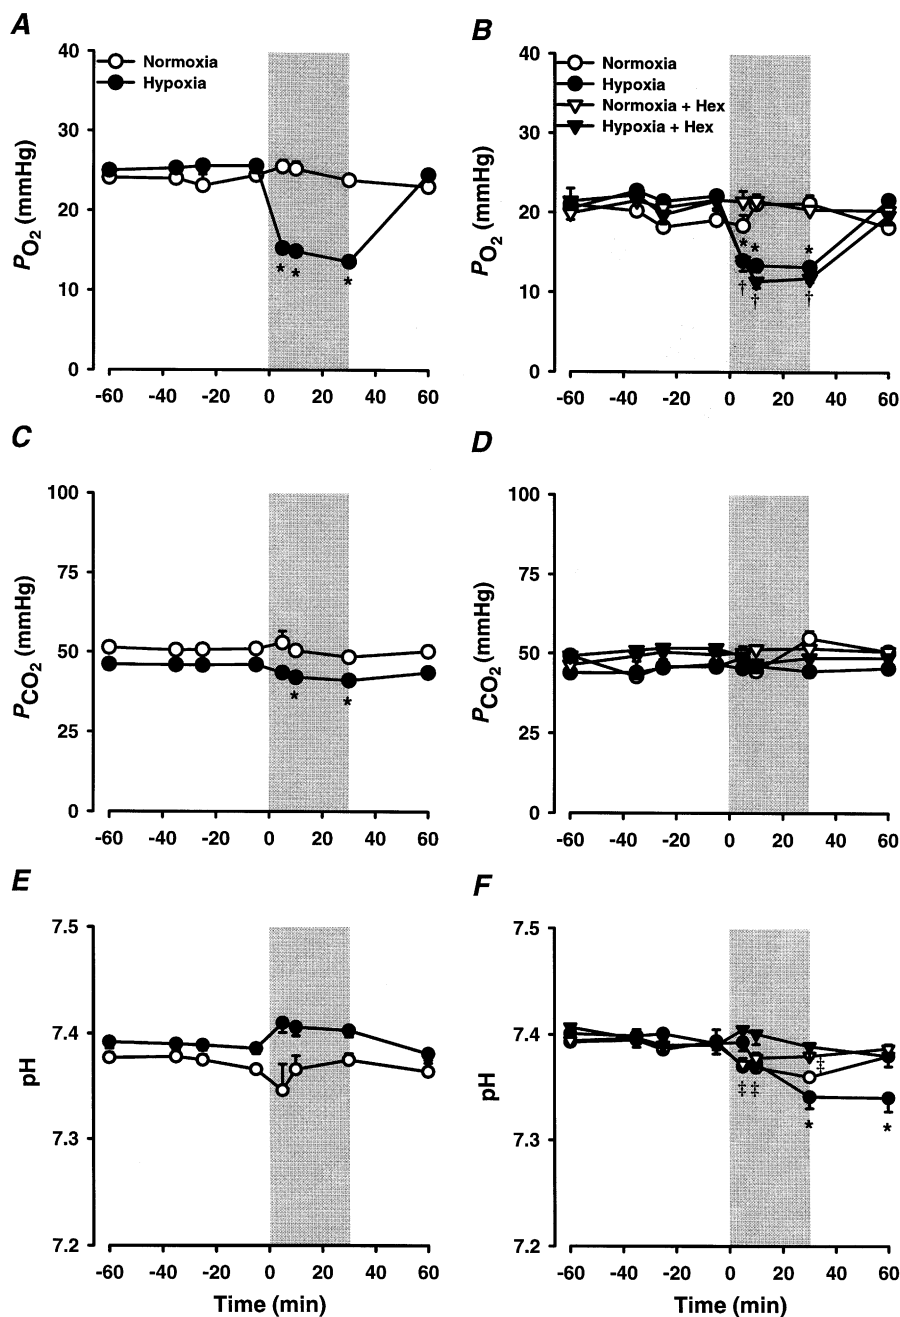 A
40
30
20
10
0
PO2 (mmHg)
Normoxia
Hypoxia
* * *
-60 -40 -20 0 20 40 60
B
40
30
20
10
0
PO2 (mmHg)
Normoxia
Hypoxia
Normoxia + Hex
Hypoxia + Hex
* * *
† † †
-60 -40 -20 0 20 40 60
C
100
75
50
25
0
PCO2 (mmHg)
* *
-60 -40 -20 0 20 40 60
D
100
75
50
25
0
PCO2 (mmHg)
-60 -40 -20 0 20 40 60
E
7.5
7.4
7.3
7.2
pH
-60 -40 -20 0 20 40 60
Time (min)
F
7.5
7.4
7.3
7.2
pH
‡ ‡ ‡
* *
-60 -40 -20 0 20 40 60
Time (min)